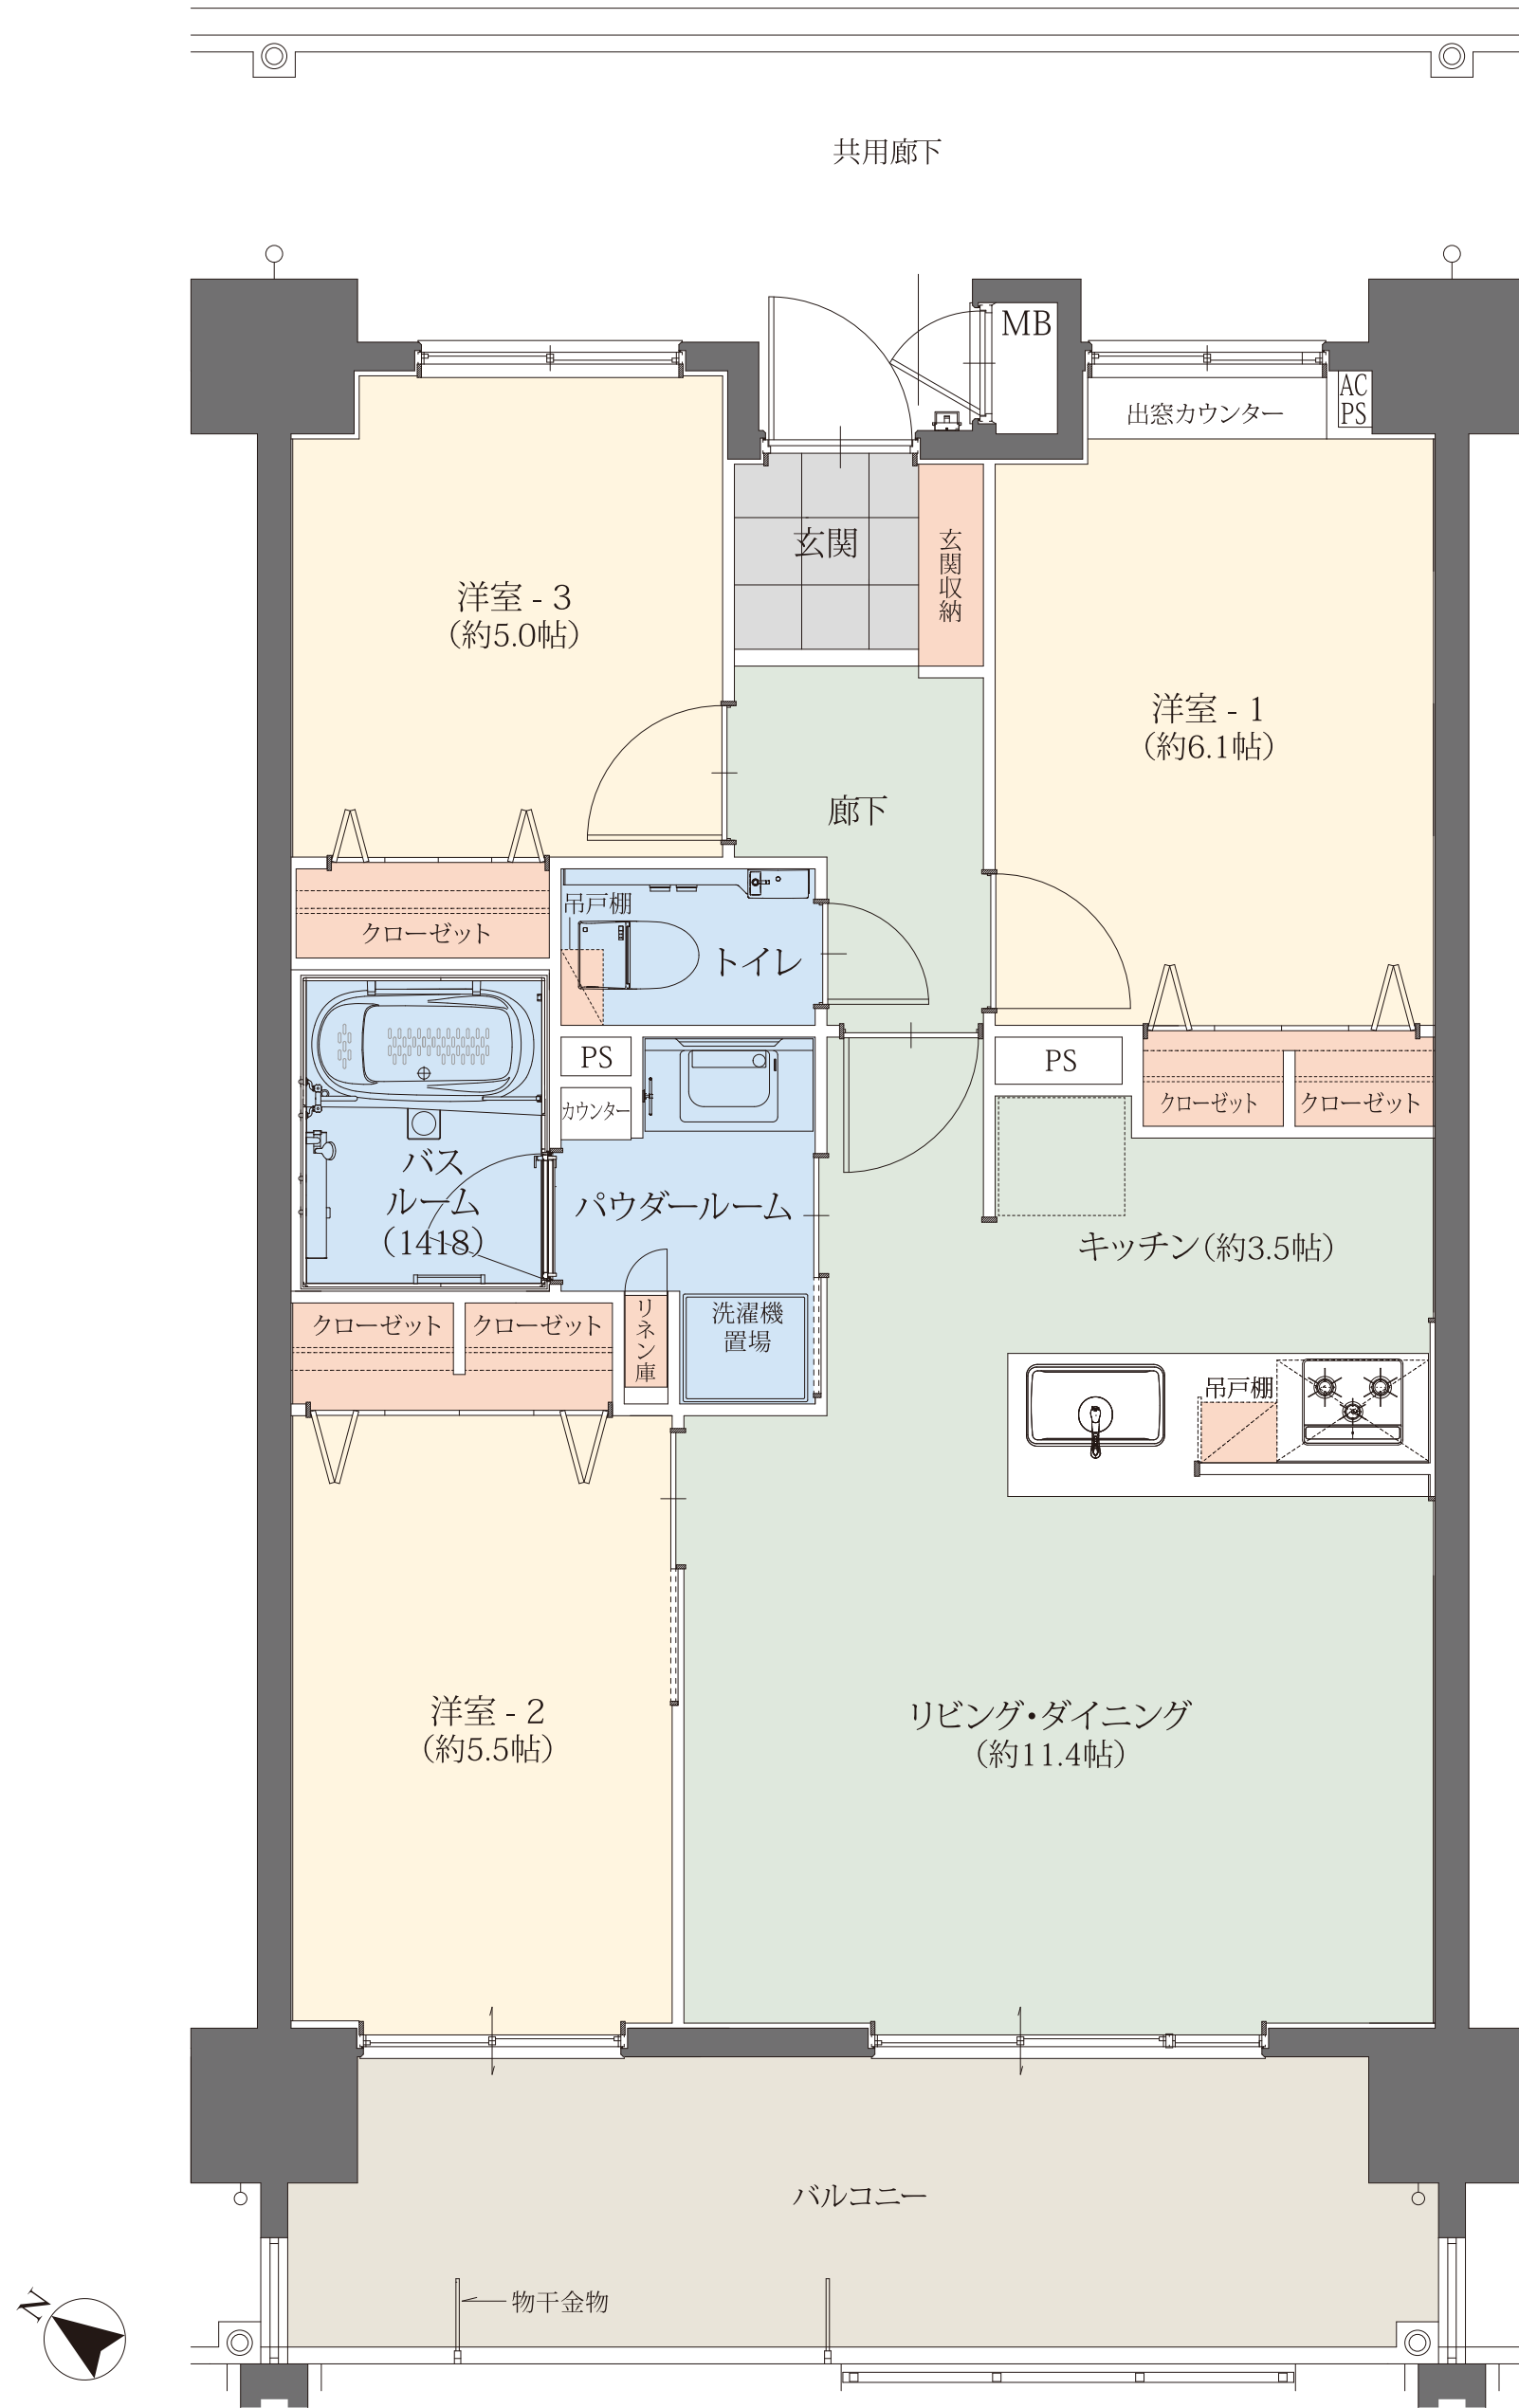 共用廊下
MB
AC
PS
出窓カウンター
玄関
玄関収納
洋室 - 3
(約5.0帖)
洋室 - 1
(約6.1帖)
廊下
クローゼット
吊戸棚
トイレ
PS
カウンター
PS
クローゼット
クローゼット
バス
ルーム
(1418)
パウダールーム
キッチン(約3.5帖)
クローゼット
クローゼット
リネン庫
洗濯機
置場
吊戸棚
洋室 - 2
(約5.5帖)
リビング・ダイニング
(約11.4帖)
バルコニー
物干金物
N